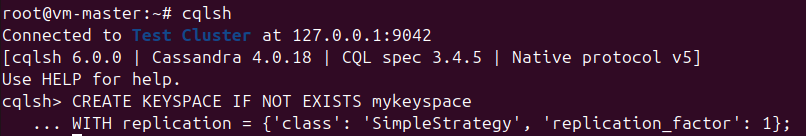 root@vm-master:~# cqlsh
Connected to Test Cluster at 127.0.0.1:9042
[cqlsh 6.0.0 | Cassandra 4.0.18 | CQL spec 3.4.5 | Native protocol v5]
Use HELP for help.
cqlsh> CREATE KEYSPACE IF NOT EXISTS mykeyspace
   ... WITH replication = {'class': 'SimpleStrategy', 'replication_factor': 1};